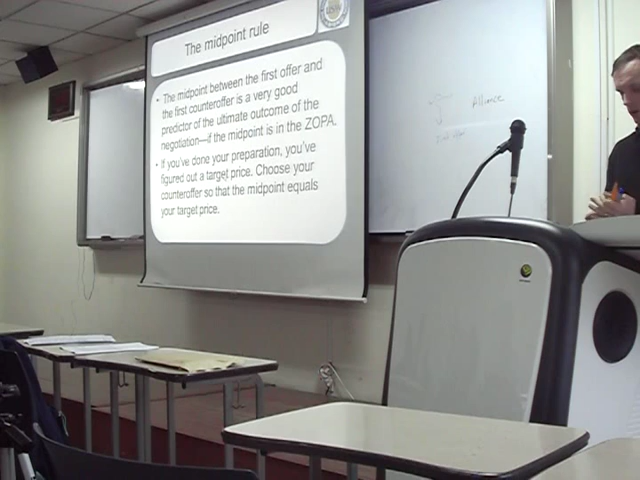 The midpoint rule
• The midpoint between the first offer and
the first counteroffer is a very good
predictor of the ultimate outcome of the
negotiation—if the midpoint is in the ZOPA.
• If you've done your preparation, you've
figured out a target price. Choose your
counteroffer so that the midpoint equals
your target price.
Alliance